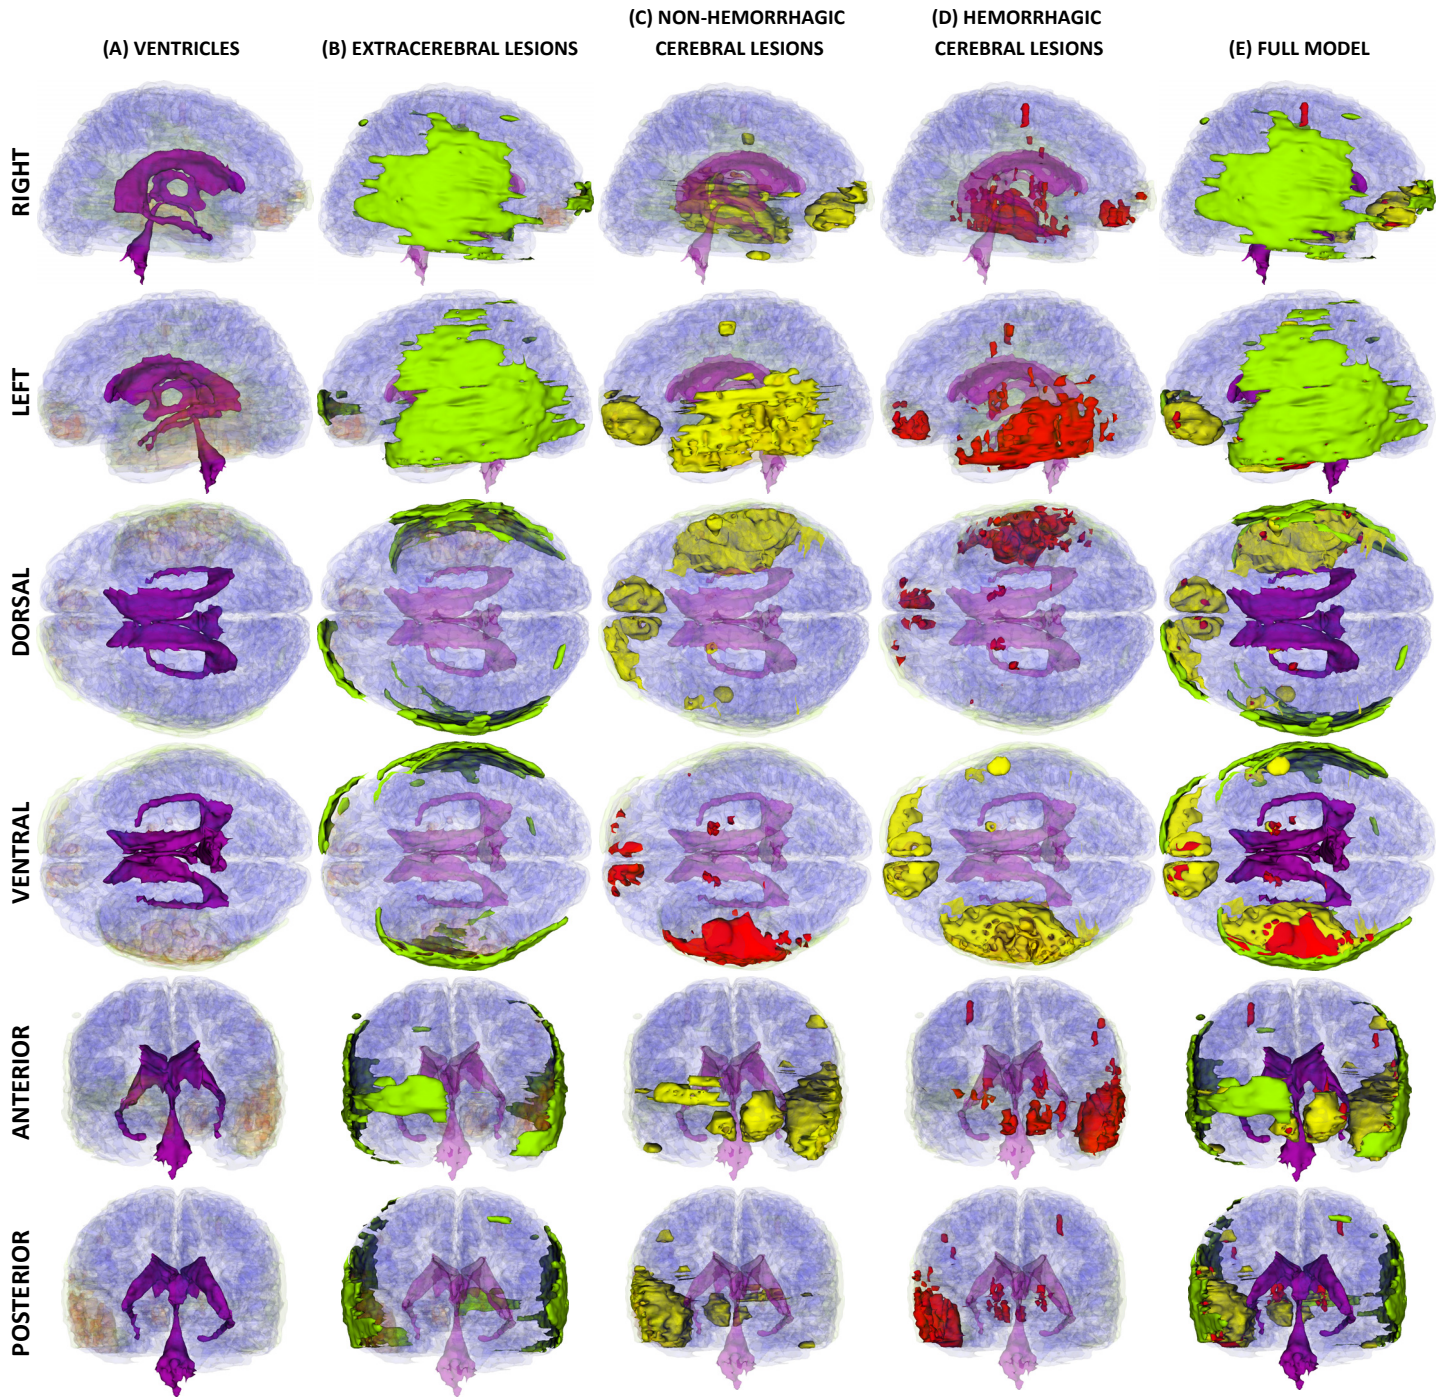 (C) NON-HEMORRHAGIC (D) HEMORRHAGIC
(A) VENTRICLES (B) EXTRACEREBRAL LESIONS CEREBRAL LESIONS CEREBRAL LESIONS (E) FULL MODEL
RIGHT
LEFT
DORSAL
VENTRAL
ANTERIOR
POSTERIOR